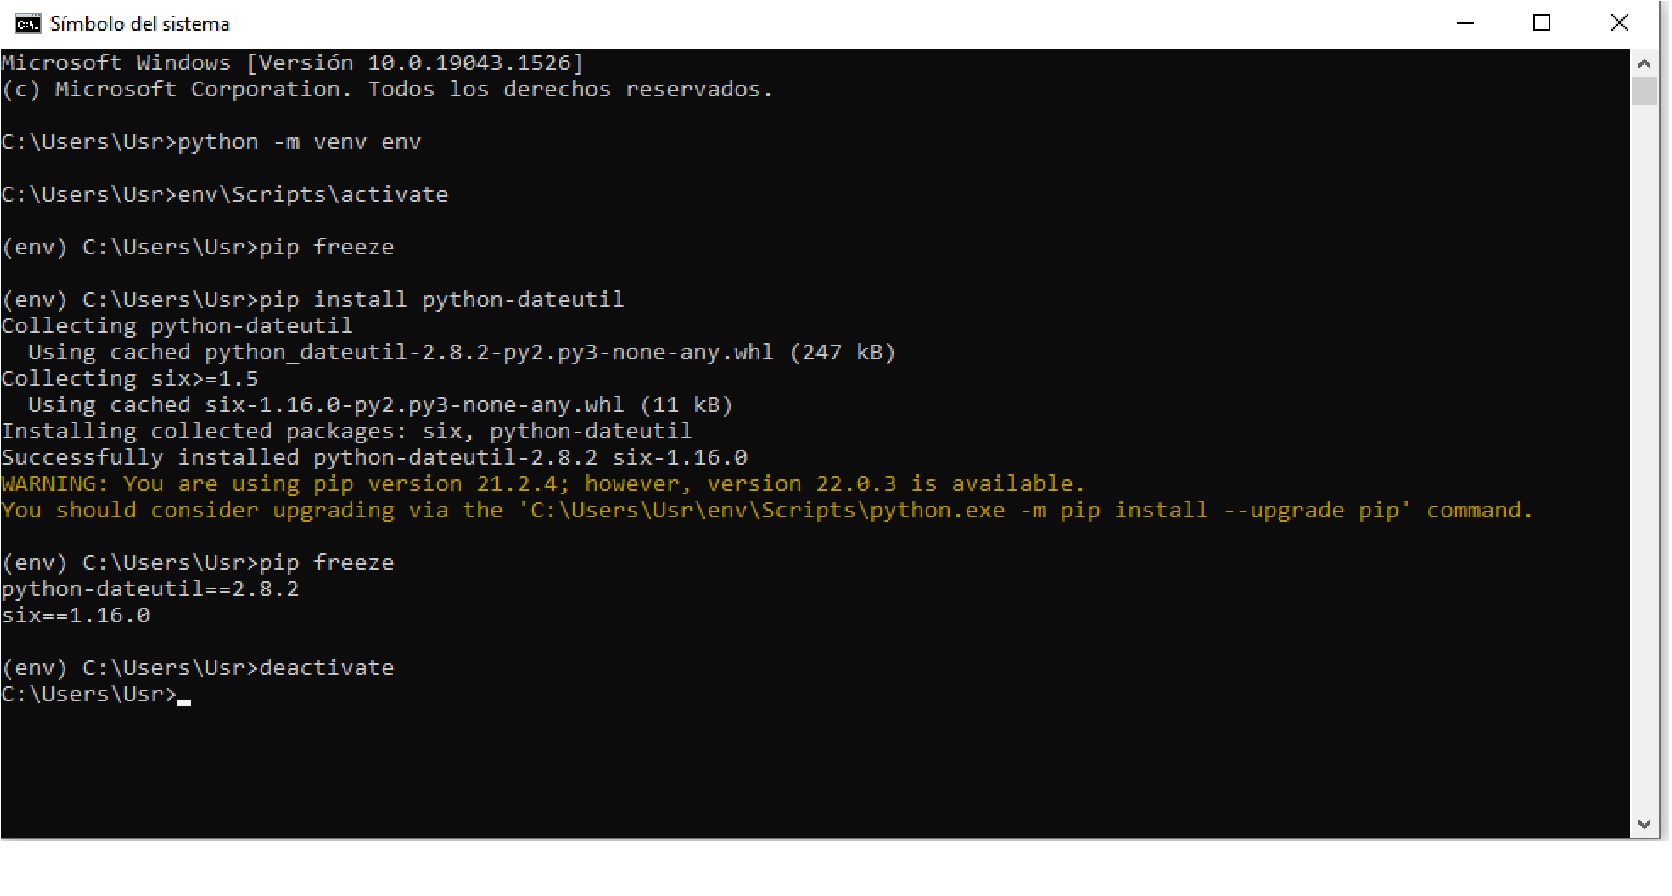 Símbolo del sistema
Microsoft Windows [Versión 10.0.19043.1526]
(c) Microsoft Corporation. Todos los derechos reservados.
C:\Users\Usr>python -m venv env
C:\Users\Usr>env\Scripts\activate
(env) C:\Users\Usr>pip freeze
(env) C:\Users\Usr>pip install python-dateutil
Collecting python-dateutil
  Using cached python_dateutil-2.8.2-py2.py3-none-any.whl (247 kB)
Collecting six>=1.5
  Using cached six-1.16.0-py2.py3-none-any.whl (11 kB)
Installing collected packages: six, python-dateutil
Successfully installed python-dateutil-2.8.2 six-1.16.0
WARNING: You are using pip version 21.2.4; however, version 22.0.3 is available.
You should consider upgrading via the 'C:\Users\Usr\env\Scripts\python.exe -m pip install --upgrade pip' command.
(env) C:\Users\Usr>pip freeze
python-dateutil==2.8.2
six==1.16.0
(env) C:\Users\Usr>deactivate
C:\Users\Usr>